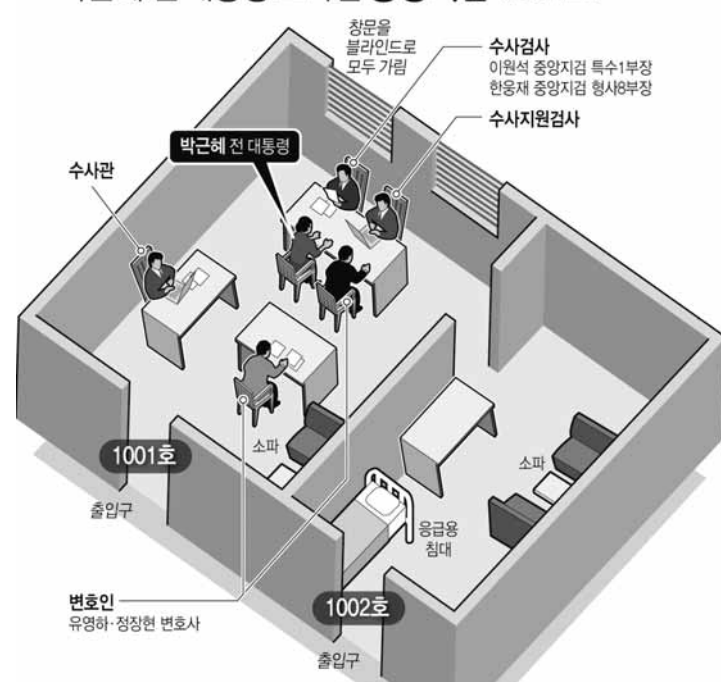 창문을
블라인드로
모두 가림
수사검사
이원석 중앙지검 특수1부장
한웅재 중앙지검 형사8부장
수사지원검사
박근혜 전 대통령
수사관
소파
1001호
출입구
소파
응급용
침대
변호인
유영하·정장현 변호사
1002호
출입구